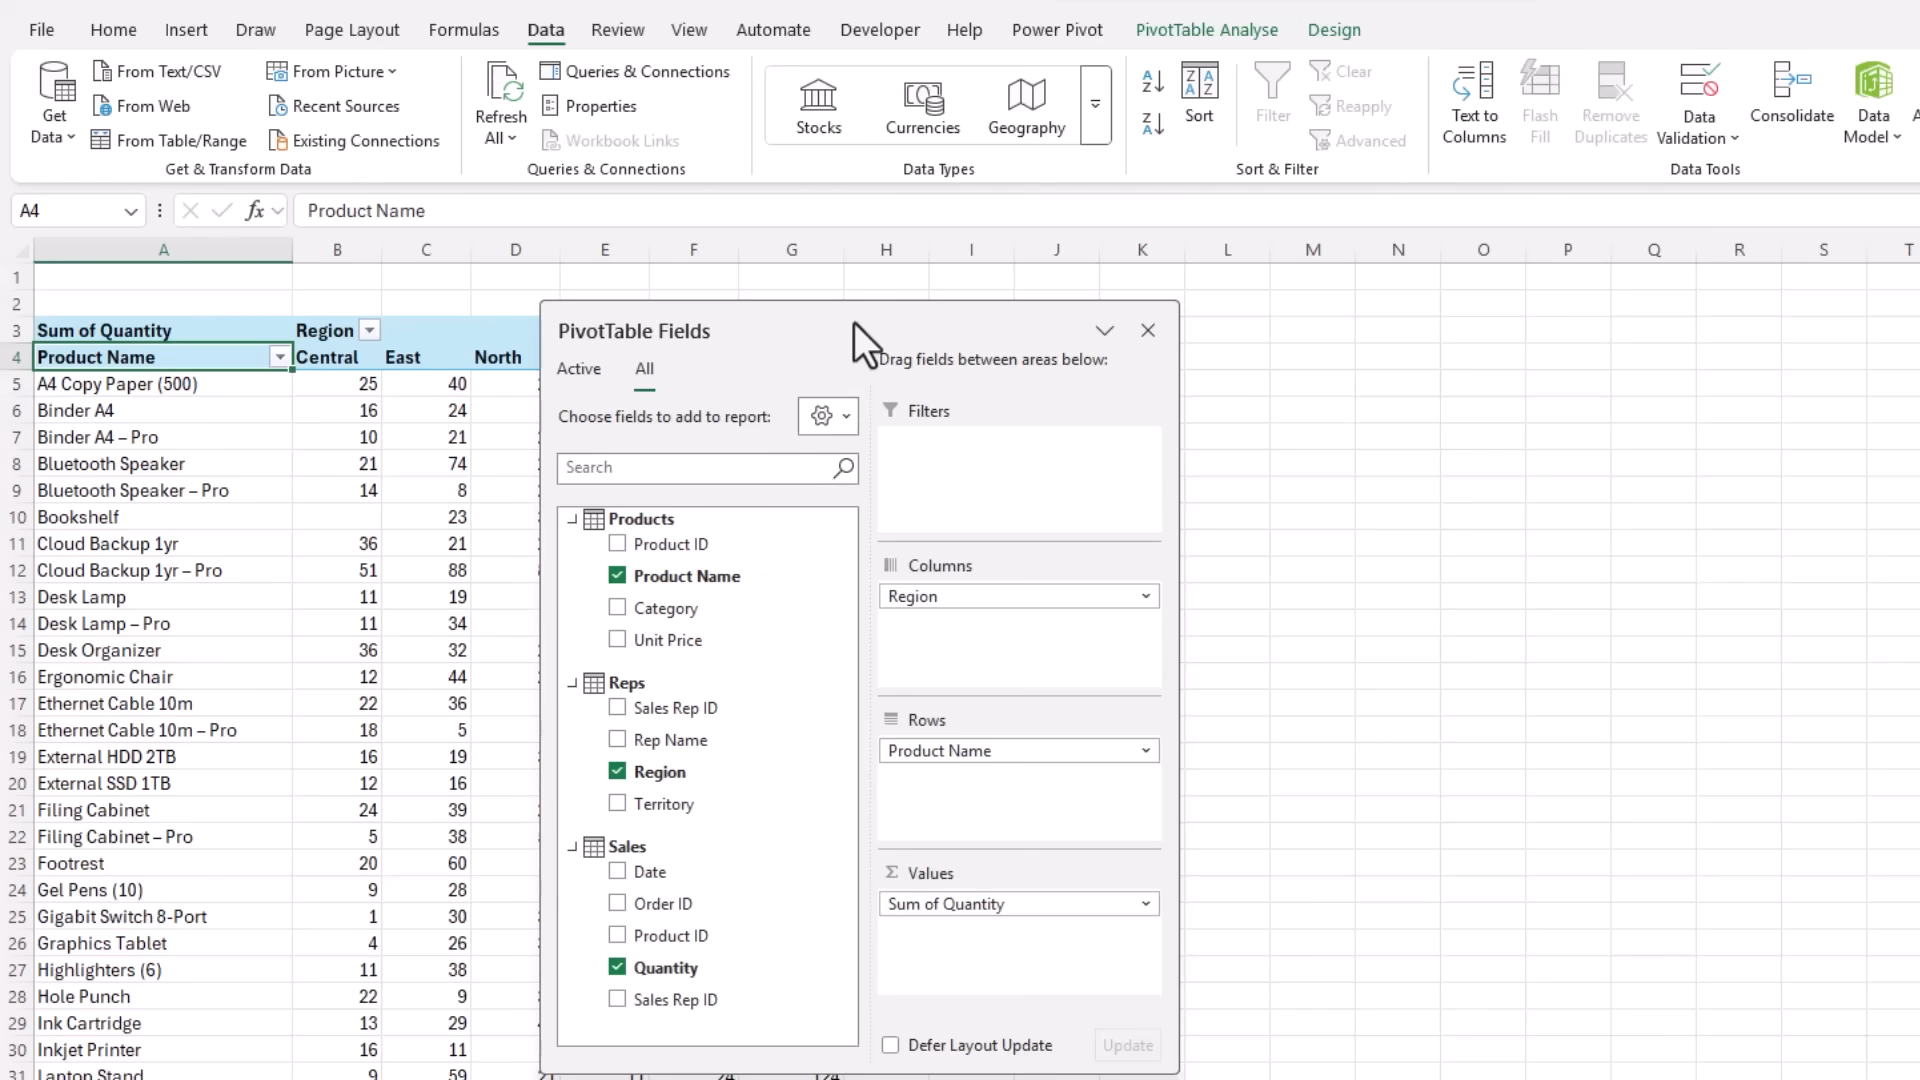 File Home Insert Draw Page Layout Formulas Data Review View Automate Developer Help Power Pivot PivotTable Analyse Design
Get Data
From Text/CSV
From Web
From Table/Range
From Picture
Recent Sources
Existing Connections
Get & Transform Data
Refresh All
Queries & Connections
Properties
Workbook Links
Queries & Connections
Stocks
Currencies
Geography
Data Types
Sort
Filter
Clear
Reapply
Advanced
Sort & Filter
Text to Columns
Flash Fill
Remove Duplicates
Data Validation
Consolidate
Data Model
Data Tools
A4 fx Product Name
A B C D E F G H I J K L M N O P Q R S T
1
2
3 Sum of Quantity Region
4 Product Name Central East North
5 A4 Copy Paper (500) 25 40
6 Binder A4 16 24
7 Binder A4 – Pro 10 21
8 Bluetooth Speaker 21 74
9 Bluetooth Speaker – Pro 14 8
10 Bookshelf 23
11 Cloud Backup 1yr 36 21
12 Cloud Backup 1yr – Pro 51 88
13 Desk Lamp 11 19
14 Desk Lamp – Pro 11 34
15 Desk Organizer 36 32
16 Ergonomic Chair 12 44
17 Ethernet Cable 10m 22 36
18 Ethernet Cable 10m – Pro 18 5
19 External HDD 2TB 16 19
20 External SSD 1TB 12 16
21 Filing Cabinet 24 39
22 Filing Cabinet – Pro 5 38
23 Footrest 20 60
24 Gel Pens (10) 9 28
25 Gigabit Switch 8-Port 1 30
26 Graphics Tablet 4 26
27 Highlighters (6) 11 38
28 Hole Punch 22 9
29 Ink Cartridge 13 29
30 Inkjet Printer 16 11
31 Laptop Stand 9 59
PivotTable Fields
Active All
Choose fields to add to report:
Search
Products
Product ID
Product Name
Category
Unit Price
Reps
Sales Rep ID
Rep Name
Region
Territory
Sales
Date
Order ID
Product ID
Quantity
Sales Rep ID
Drag fields between areas below:
Filters
Columns
Region
Rows
Product Name
Σ Values
Sum of Quantity
Defer Layout Update
Update